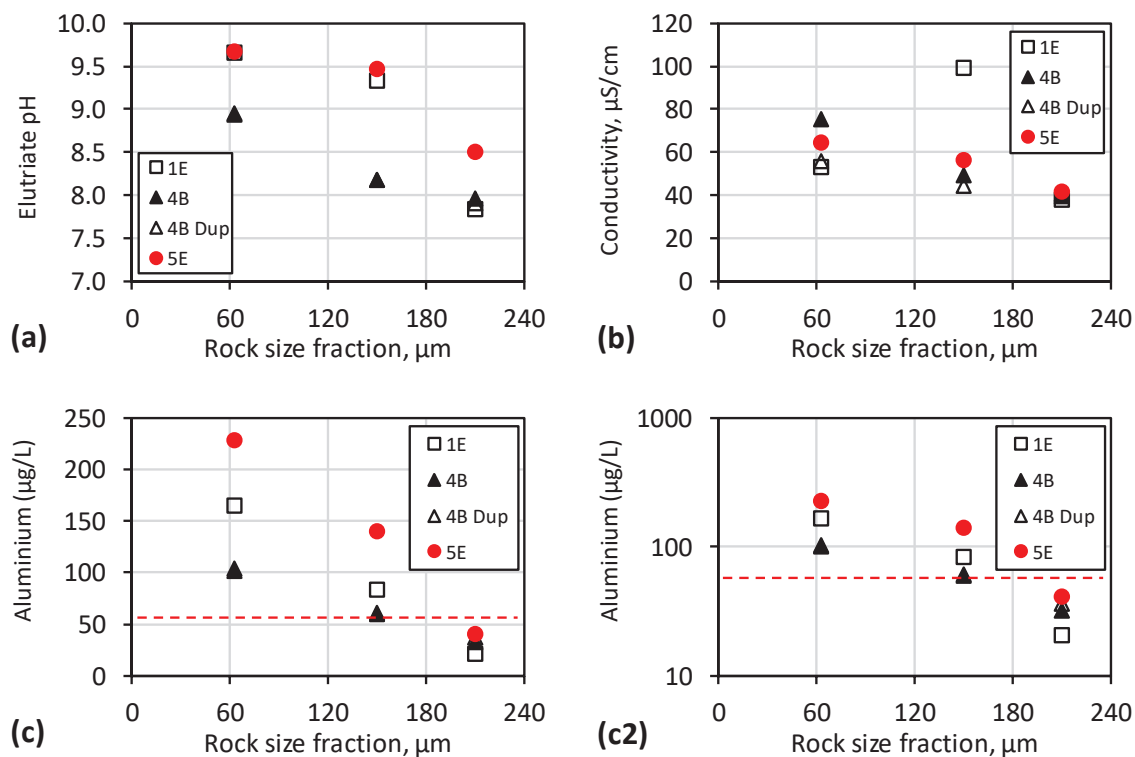 10.0
9.5
9.0
8.5
8.0
7.5
7.0
Elutriate pH
1E
4B
4B Dup
5E
0
60
120
180
240
Rock size fraction, µm
(a)
120
100
80
60
40
20
0
Conductivity, µS/cm
1E
4B
4B Dup
5E
0
60
120
180
240
Rock size fraction, µm
(b)
250
200
150
100
50
0
Aluminium (µg/L)
1E
4B
4B Dup
5E
0
60
120
180
240
Rock size fraction, µm
(c)
1000
100
10
Aluminium (µg/L)
1E
4B
4B Dup
5E
0
60
120
180
240
Rock size fraction, µm
(c2)